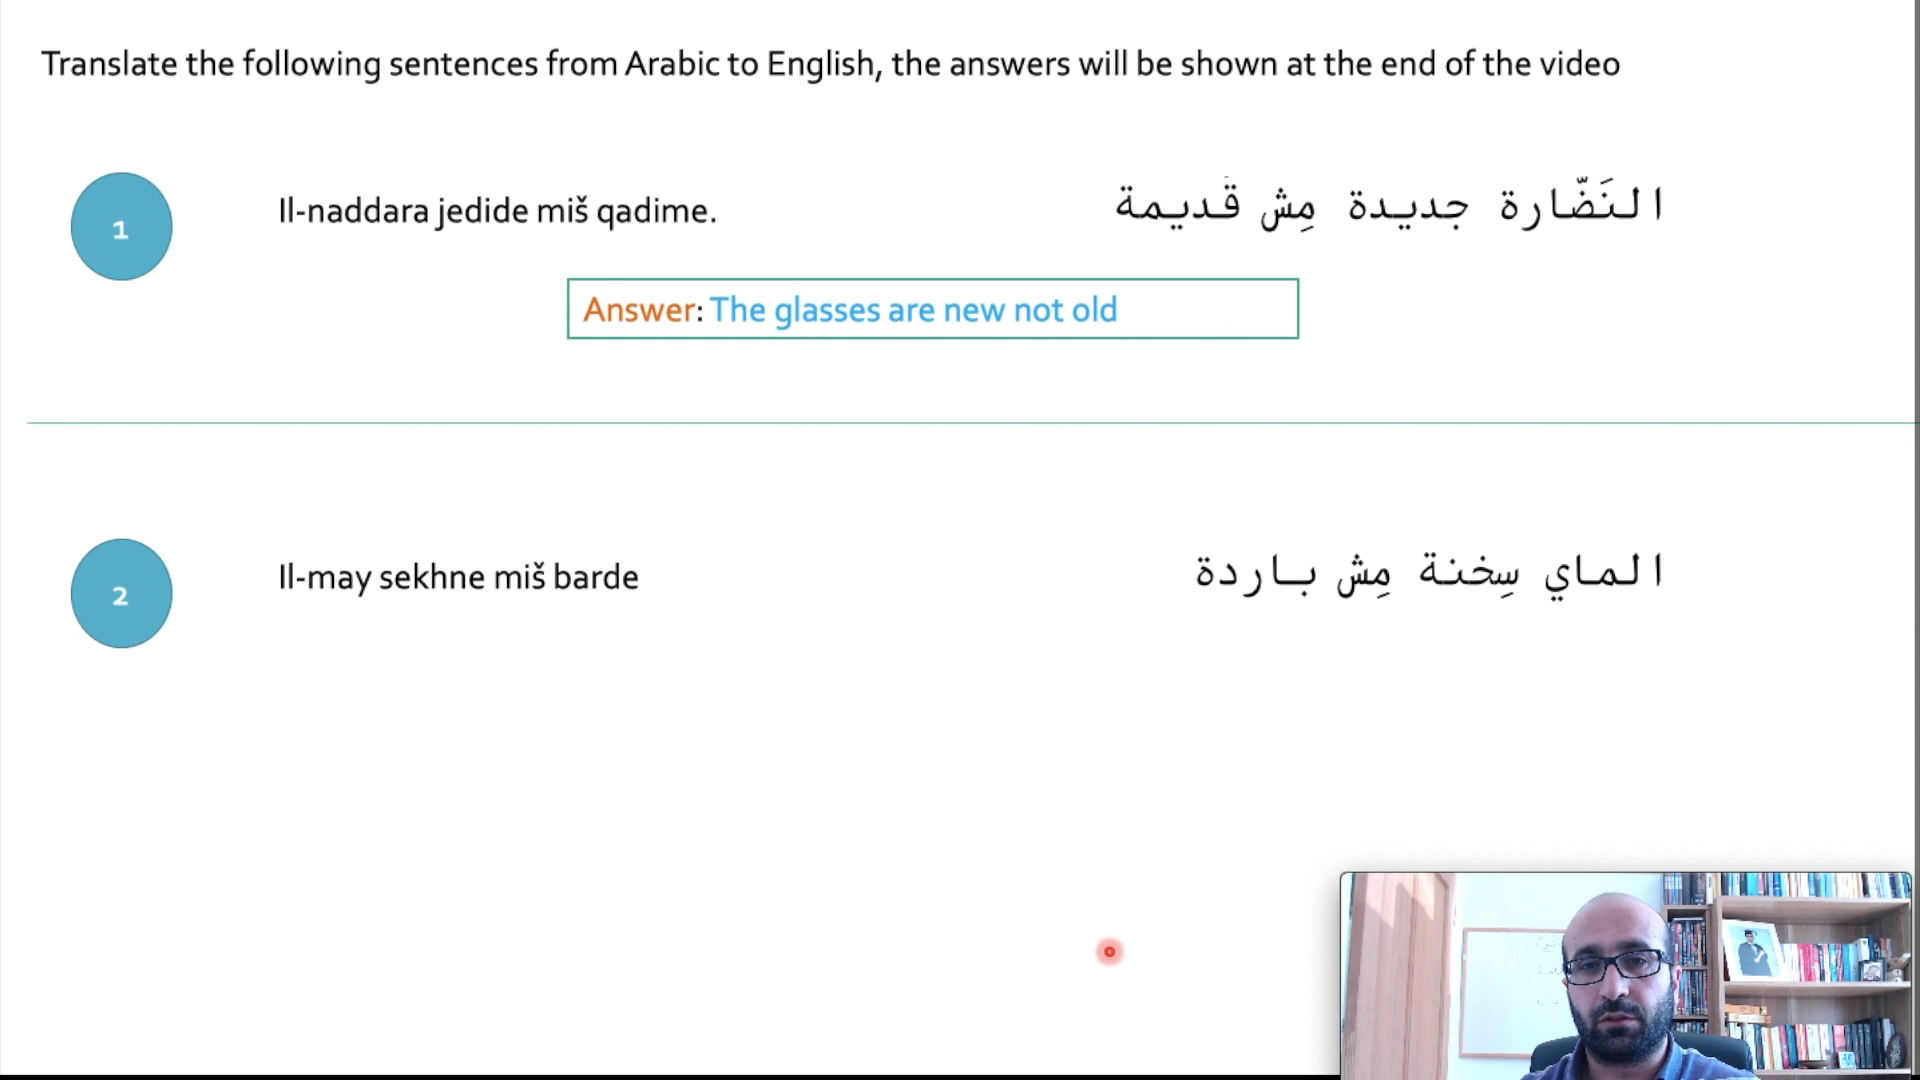 Translate the following sentences from Arabic to English, the answers will be shown at the end of the video
1
Il-naddara jedide miš qadime.
النَضّارة جديدة مِش قَديمة
Answer: The glasses are new not old
2
Il-may sekhne miš barde
الماي سِخنة مِش باردة